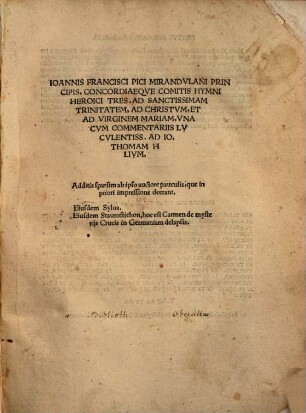 IOANNIS FRANCISCI PICI MIRANDVLANI PRIN
CIPIS, CONCORDIAEQVE COMITIS HYMNI
HEROICI TRES, AD SANCTISSIMAM
TRINITATEM, AD CHRISTVM, ET
AD VIRGINEM MARIAM, VNA
CVM COMMENTARIIS LV
CVLENTISS. AD IO.
THOMAM FI
LIVM.
Additis sparsim ab ipso auctore pauculis, que in
priori impressione deerant.
Eiusdem Sylua.
Eiusdem Staurostichon, hoc est Carmen de myste
rijs Crucis in Germaniam delapsis.